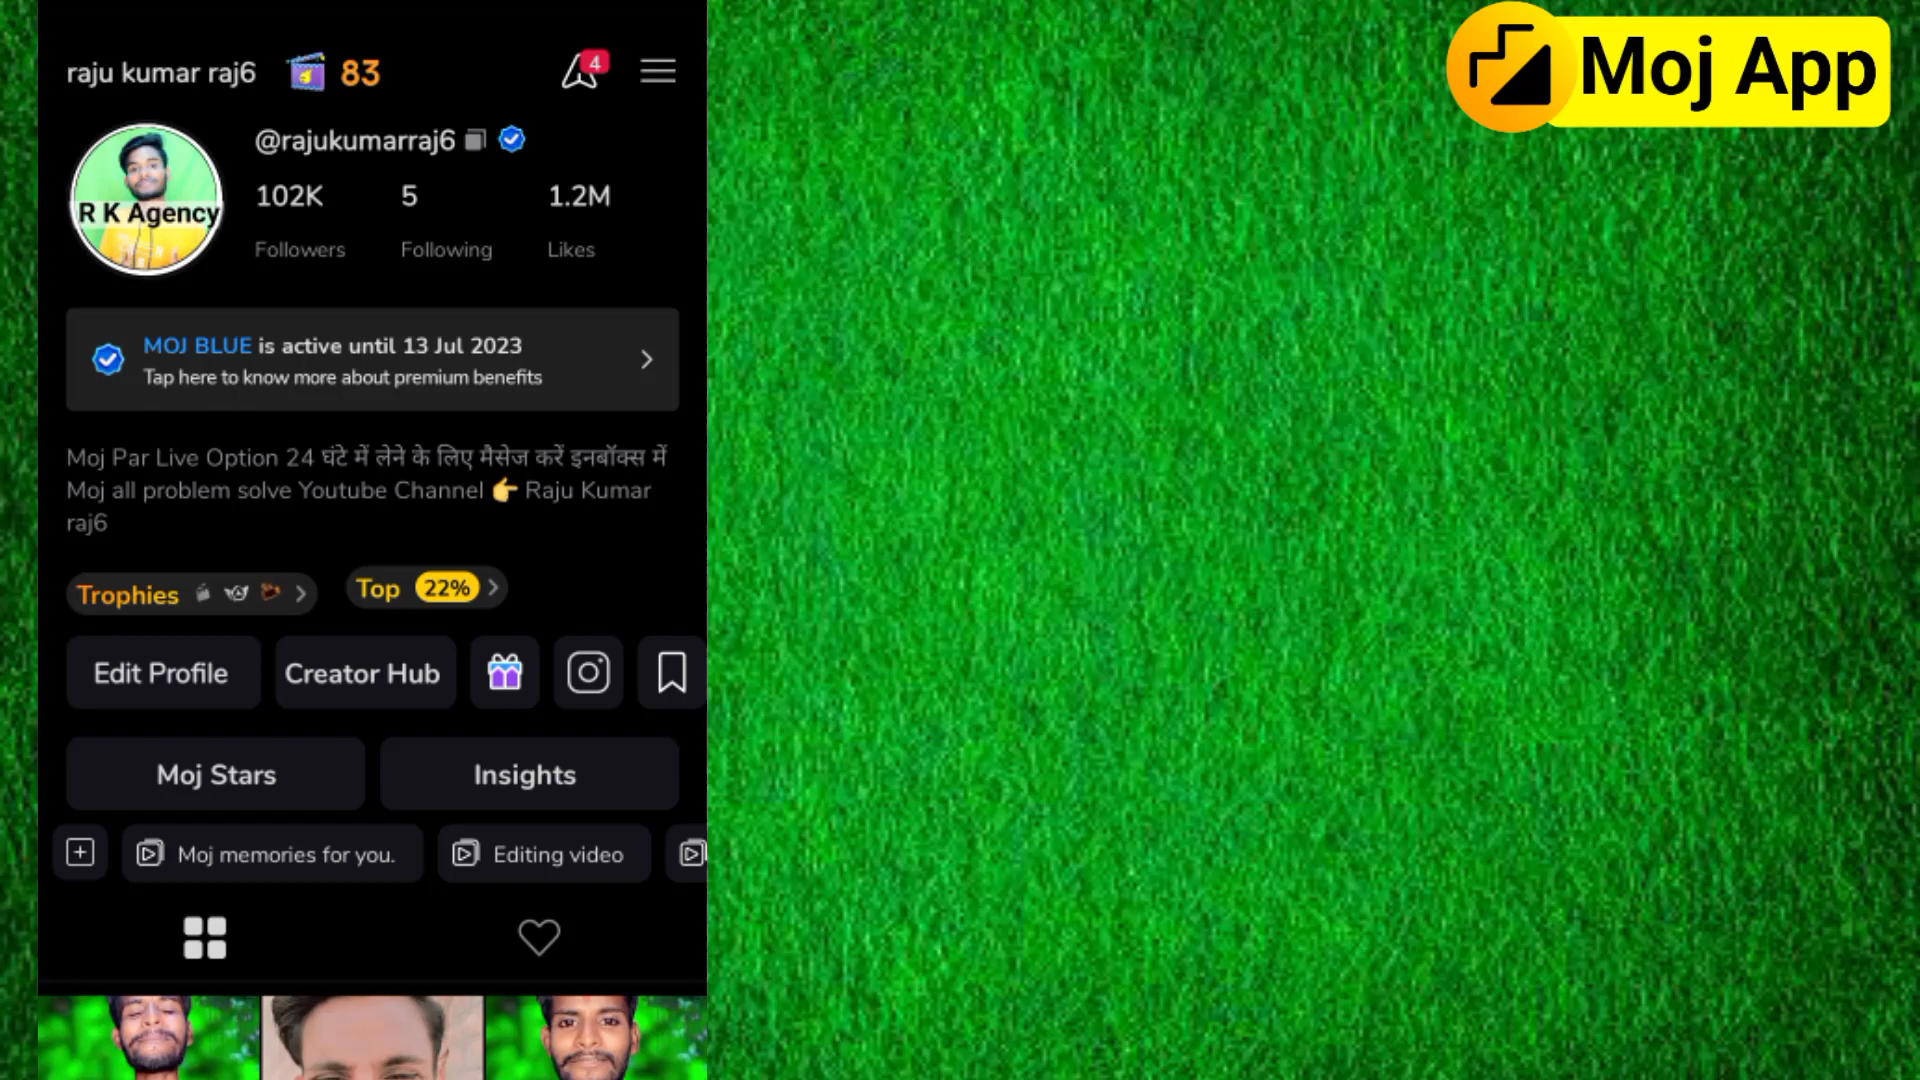 Moj App
raju kumar raj6 83 4
@rajukumarraj6
102K 5 1.2M
Followers Following Likes
R K Agency
MOJ BLUE is active until 13 Jul 2023
Tap here to know more about premium benefits
Moj Par Live Option 24 घंटे में लेने के लिए मैसेज करें इनबॉक्स में
Moj all problem solve Youtube Channel 👉 Raju Kumar
raj6
Trophies Top 22%
Edit Profile Creator Hub
Moj Stars Insights
Moj memories for you. Editing video